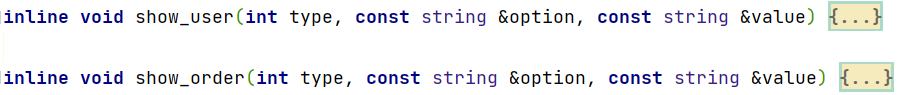 inline void show_user(int type, const string &option, const string &value) {...}
inline void show_order(int type, const string &option, const string &value) {...}